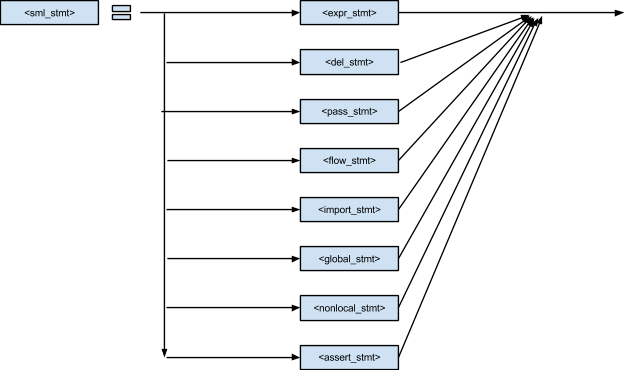 <sml_stmt>
<expr_stmt>
<del_stmt>
<pass_stmt>
<flow_stmt>
<import_stmt>
<global_stmt>
<nonlocal_stmt>
<assert_stmt>